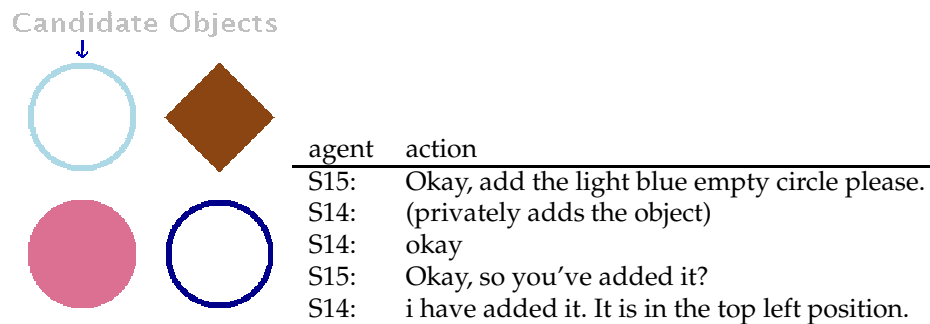 Candidate Objects
agent action
S15: Okay, add the light blue empty circle please.
S14: (privately adds the object)
S14: okay
S15: Okay, so you've added it?
S14: i have added it. It is in the top left position.